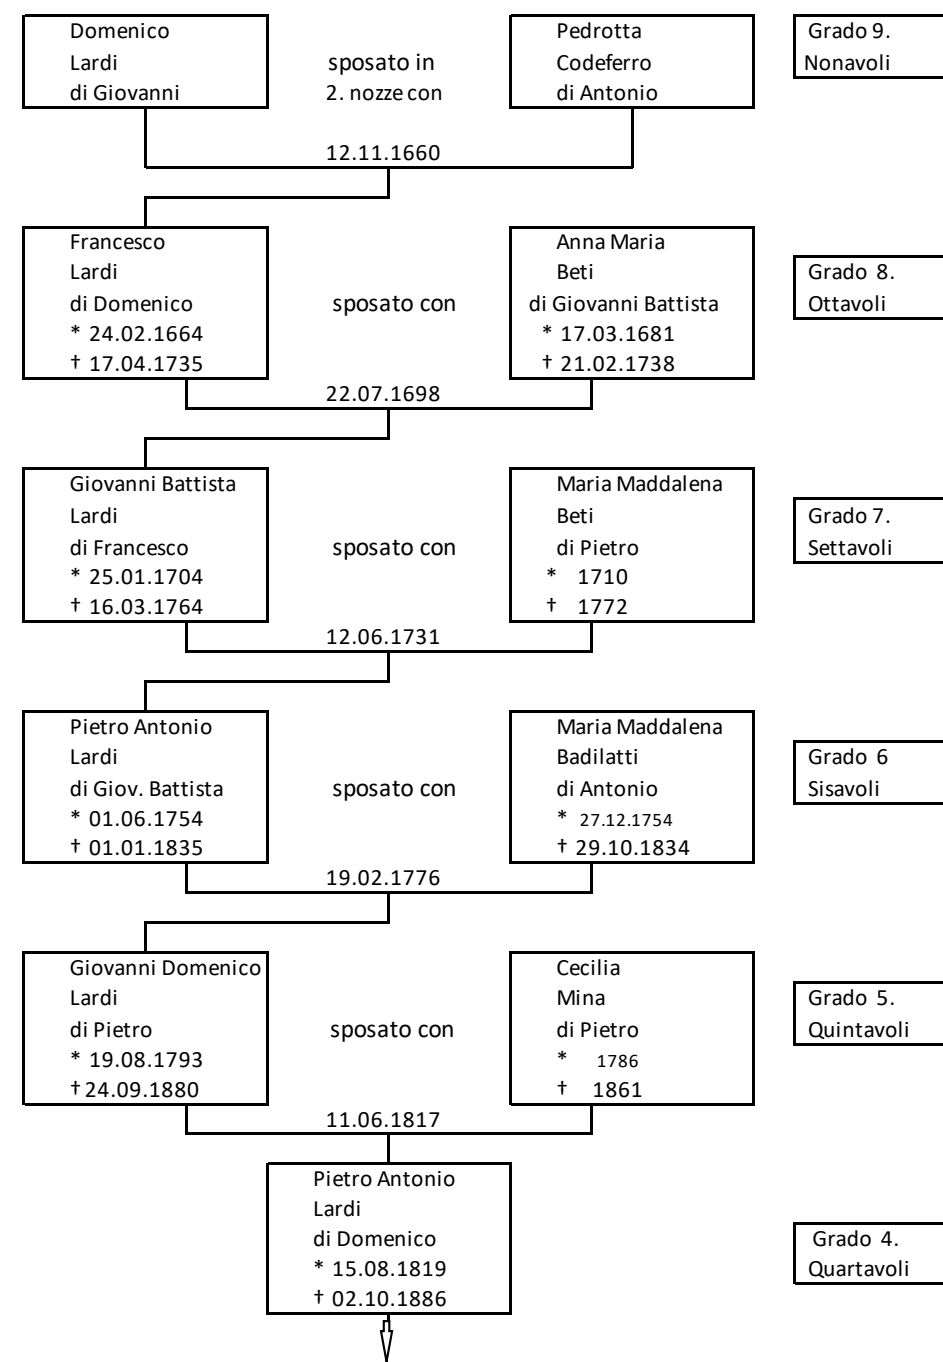 Domenico
Lardi
di Giovanni
sposato in
2. nozze con
Pedrotta
Codeferro
di Antonio
Grado 9.
Nonavoli
12.11.1660
Francesco
Lardi
di Domenico
* 24.02.1664
† 17.04.1735
sposato con
Anna Maria
Beti
di Giovanni Battista
* 17.03.1681
† 21.02.1738
Grado 8.
Ottavoli
22.07.1698
Giovanni Battista
Lardi
di Francesco
* 25.01.1704
† 16.03.1764
sposato con
Maria Maddalena
Beti
di Pietro
* 1710
† 1772
Grado 7.
Settavoli
12.06.1731
Pietro Antonio
Lardi
di Giov. Battista
* 01.06.1754
† 01.01.1835
sposato con
Maria Maddalena
Badilatti
di Antonio
* 27.12.1754
† 29.10.1834
Grado 6
Sisavoli
19.02.1776
Giovanni Domenico
Lardi
di Pietro
* 19.08.1793
† 24.09.1880
sposato con
Cecilia
Mina
di Pietro
* 1786
† 1861
Grado 5.
Quintavoli
11.06.1817
Pietro Antonio
Lardi
di Domenico
* 15.08.1819
† 02.10.1886
Grado 4.
Quartavoli